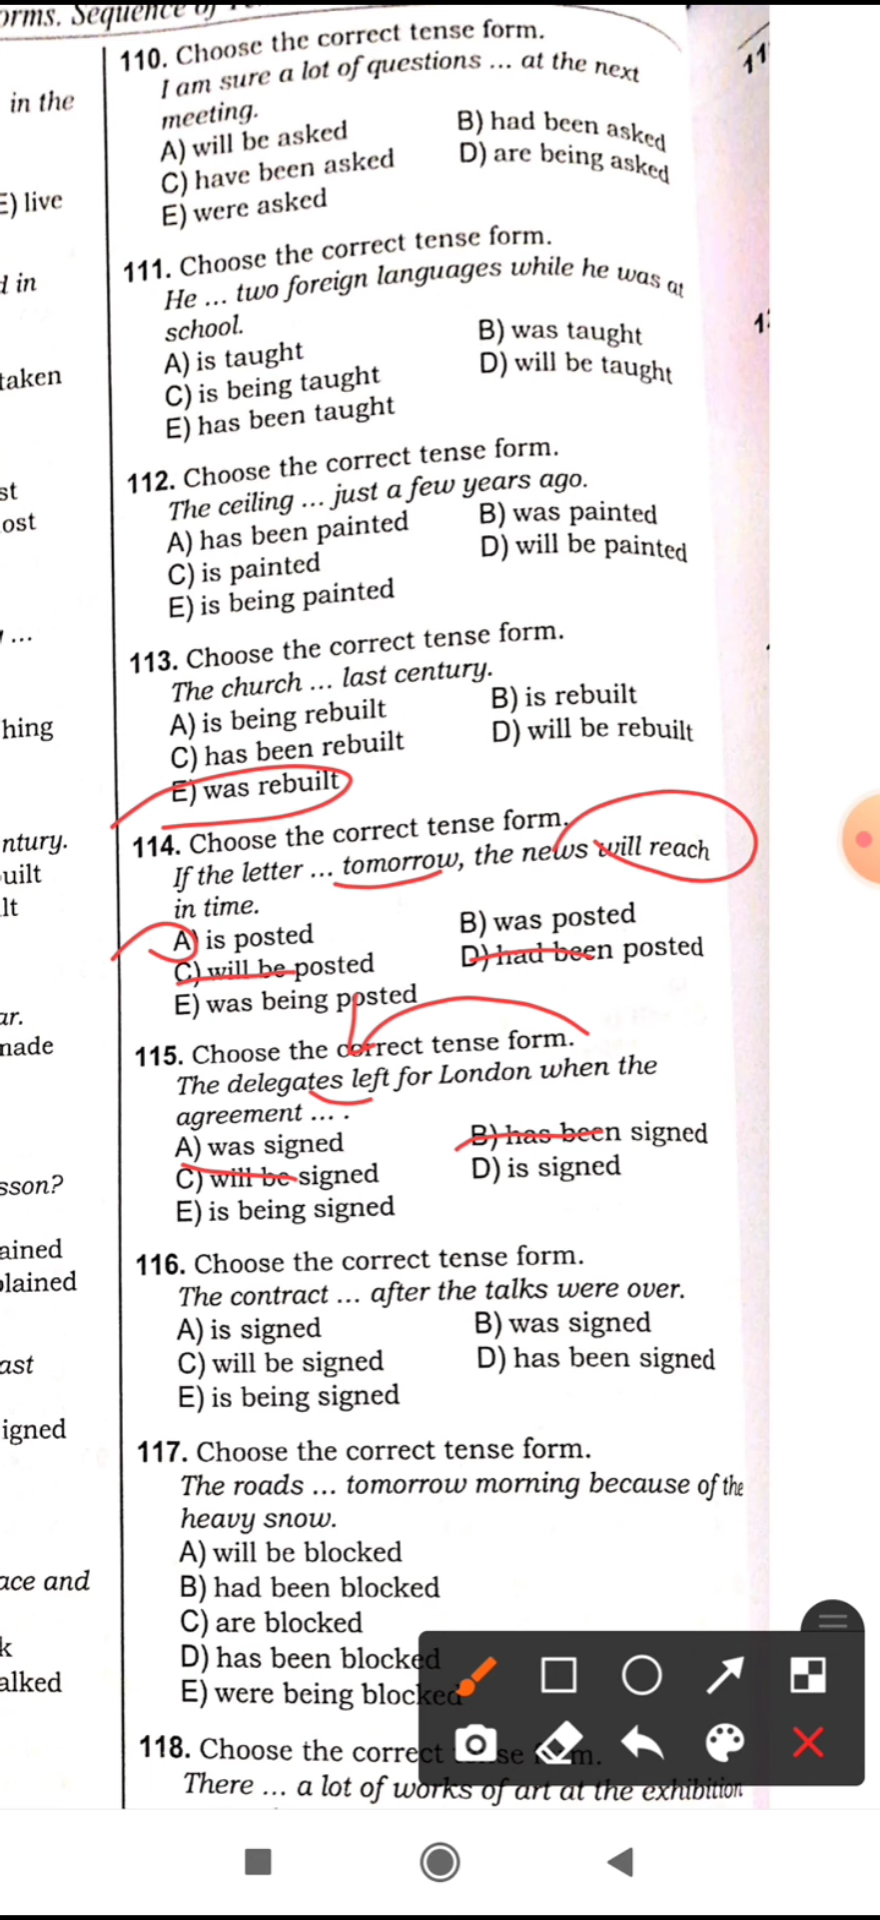 orms. Sequence of
in the
E) live
d in
taken
st
ost
...
hing
ntury.
uilt
lt
ar.
nade
sson?
ained
plained
ast
igned
ace and
k
alked
110. Choose the correct tense form.
I am sure a lot of questions ... at the next
meeting.
A) will be asked
B) had been asked
C) have been asked
D) are being asked
E) were asked
111. Choose the correct tense form.
He ... two foreign languages while he was at
school.
A) is taught
B) was taught
C) is being taught
D) will be taught
E) has been taught
112. Choose the correct tense form.
The ceiling ... just a few years ago.
A) has been painted
B) was painted
C) is painted
D) will be painted
E) is being painted
113. Choose the correct tense form.
The church ... last century.
A) is being rebuilt
B) is rebuilt
C) has been rebuilt
D) will be rebuilt
E) was rebuilt
114. Choose the correct tense form.
If the letter ... tomorrow, the news will reach
in time.
A) is posted
B) was posted
C) will be posted
D) had been posted
E) was being posted
115. Choose the correct tense form.
The delegates left for London when the
agreement ... .
A) was signed
B) has been signed
C) will be signed
D) is signed
E) is being signed
116. Choose the correct tense form.
The contract ... after the talks were over.
A) is signed
B) was signed
C) will be signed
D) has been signed
E) is being signed
117. Choose the correct tense form.
The roads ... tomorrow morning because of the
heavy snow.
A) will be blocked
B) had been blocked
C) are blocked
D) has been blocked
E) were being blocked
118. Choose the correct
There ... a lot of works of art at the exhibition
11